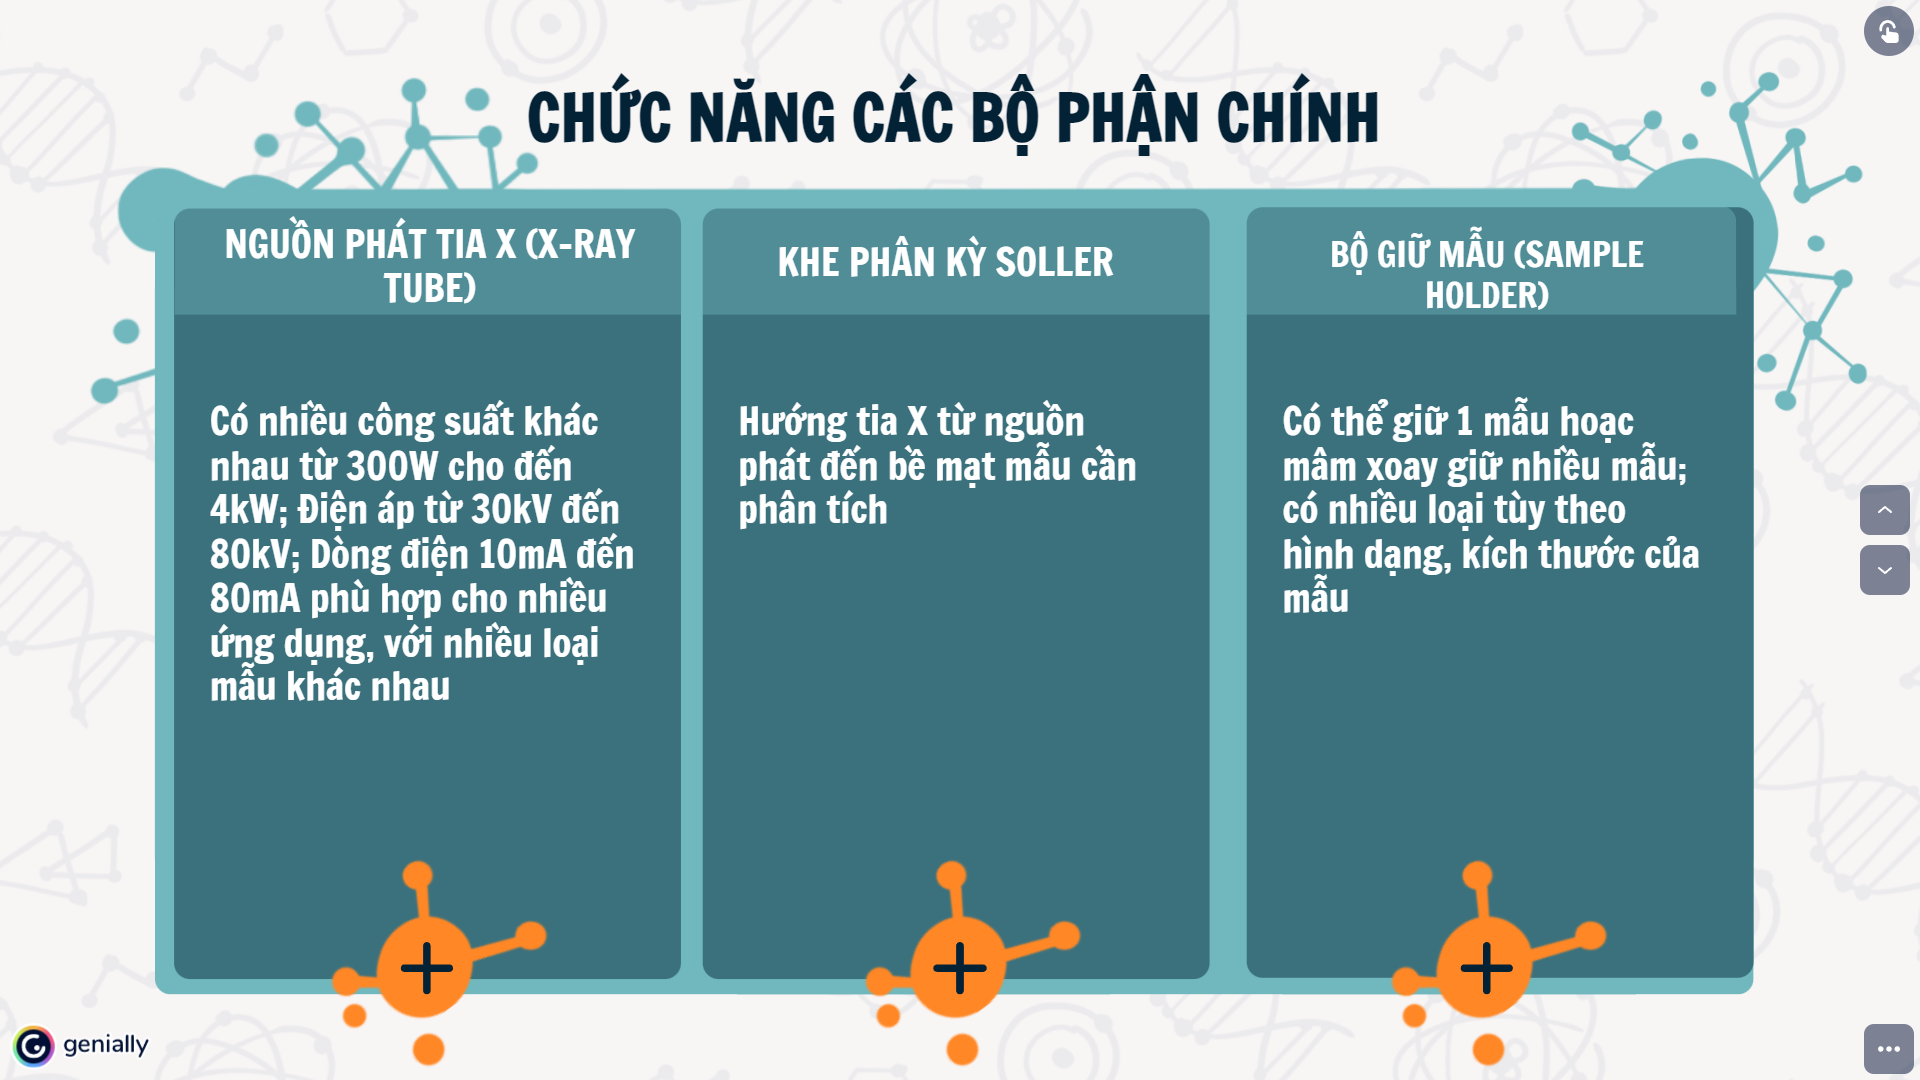 CHỨC NĂNG CÁC BỘ PHẬN CHÍNH
NGUỒN PHÁT TIA X (X-RAY
TUBE)
Có nhiều công suất khác
nhau từ 300W cho đến
4kW; Điện áp từ 30kV đến
80kV; Dòng điện 10mA đến
80mA phù hợp cho nhiều
ứng dụng, với nhiều loại
mẫu khác nhau
KHE PHÂN KỲ SOLLER
Hướng tia X từ nguồn
phát đến bề mạt mẫu cần
phân tích
BỘ GIỮ MẪU (SAMPLE
HOLDER)
Có thể giữ 1 mẫu hoạc
mâm xoay giữ nhiều mẫu;
có nhiều loại tùy theo
hình dạng, kích thước của
mẫu
genially